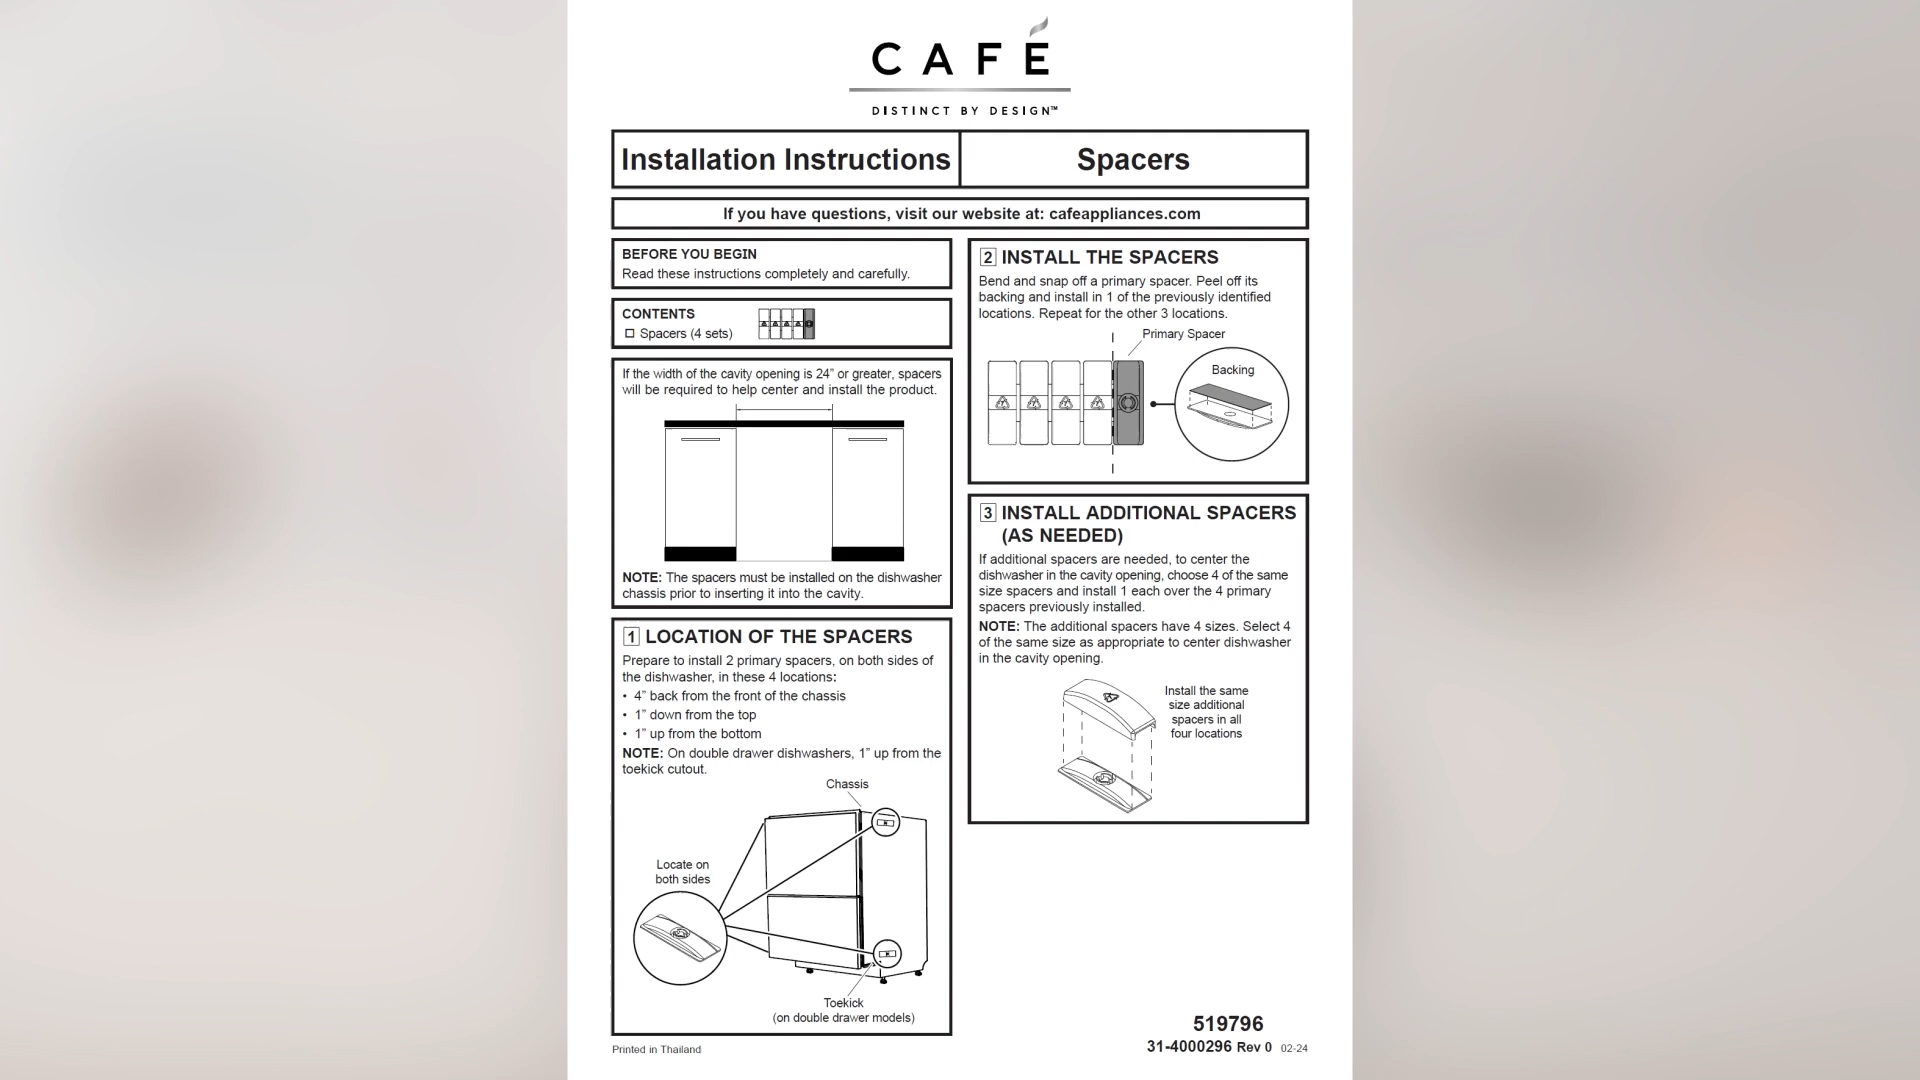 CAFÉ
DISTINCT BY DESIGN™
Installation Instructions
Spacers
If you have questions, visit our website at: cafeappliances.com
BEFORE YOU BEGIN
Read these instructions completely and carefully.
CONTENTS
☐ Spacers (4 sets)
If the width of the cavity opening is 24” or greater, spacers
will be required to help center and install the product.
NOTE: The spacers must be installed on the dishwasher
chassis prior to inserting it into the cavity.
1 LOCATION OF THE SPACERS
Prepare to install 2 primary spacers, on both sides of
the dishwasher, in these 4 locations:
• 4” back from the front of the chassis
• 1” down from the top
• 1” up from the bottom
NOTE: On double drawer dishwashers, 1” up from the
toekick cutout.
Chassis
Locate on
both sides
Toekick
(on double drawer models)
2 INSTALL THE SPACERS
Bend and snap off a primary spacer. Peel off its
backing and install in 1 of the previously identified
locations. Repeat for the other 3 locations.
Primary Spacer
Backing
3 INSTALL ADDITIONAL SPACERS
(AS NEEDED)
If additional spacers are needed, to center the
dishwasher in the cavity opening, choose 4 of the same
size spacers and install 1 each over the 4 primary
spacers previously installed.
NOTE: The additional spacers have 4 sizes. Select 4
of the same size as appropriate to center dishwasher
in the cavity opening.
Install the same
size additional
spacers in all
four locations
519796
31-4000296 Rev 0 02-24
Printed in Thailand